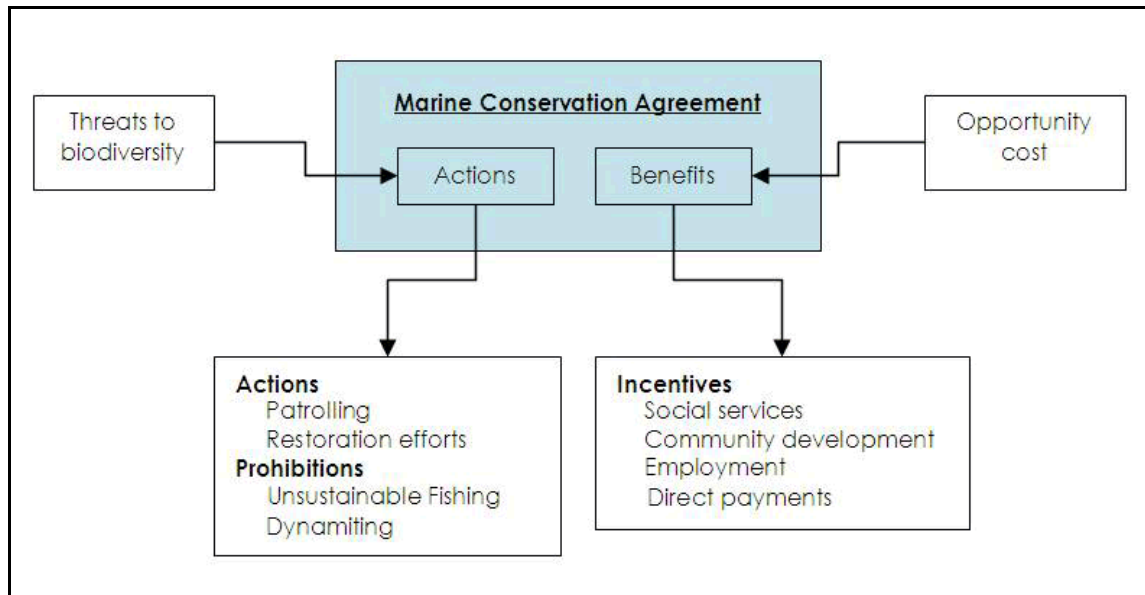 Marine Conservation Agreement
Threats to
biodiversity
Actions
Benefits
Opportunity
cost
Actions
Patrolling
Restoration efforts
Prohibitions
Unsustainable Fishing
Dynamiting
Incentives
Social services
Community development
Employment
Direct payments